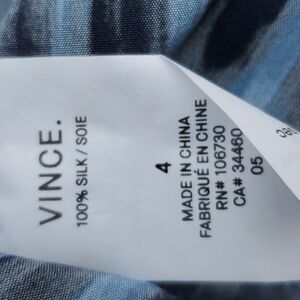 VINCE.
100% SILK / SOIE
4
MADE IN CHINA
FABRIQUÉ EN CHINE
RN# 106730
CA# 34460
05